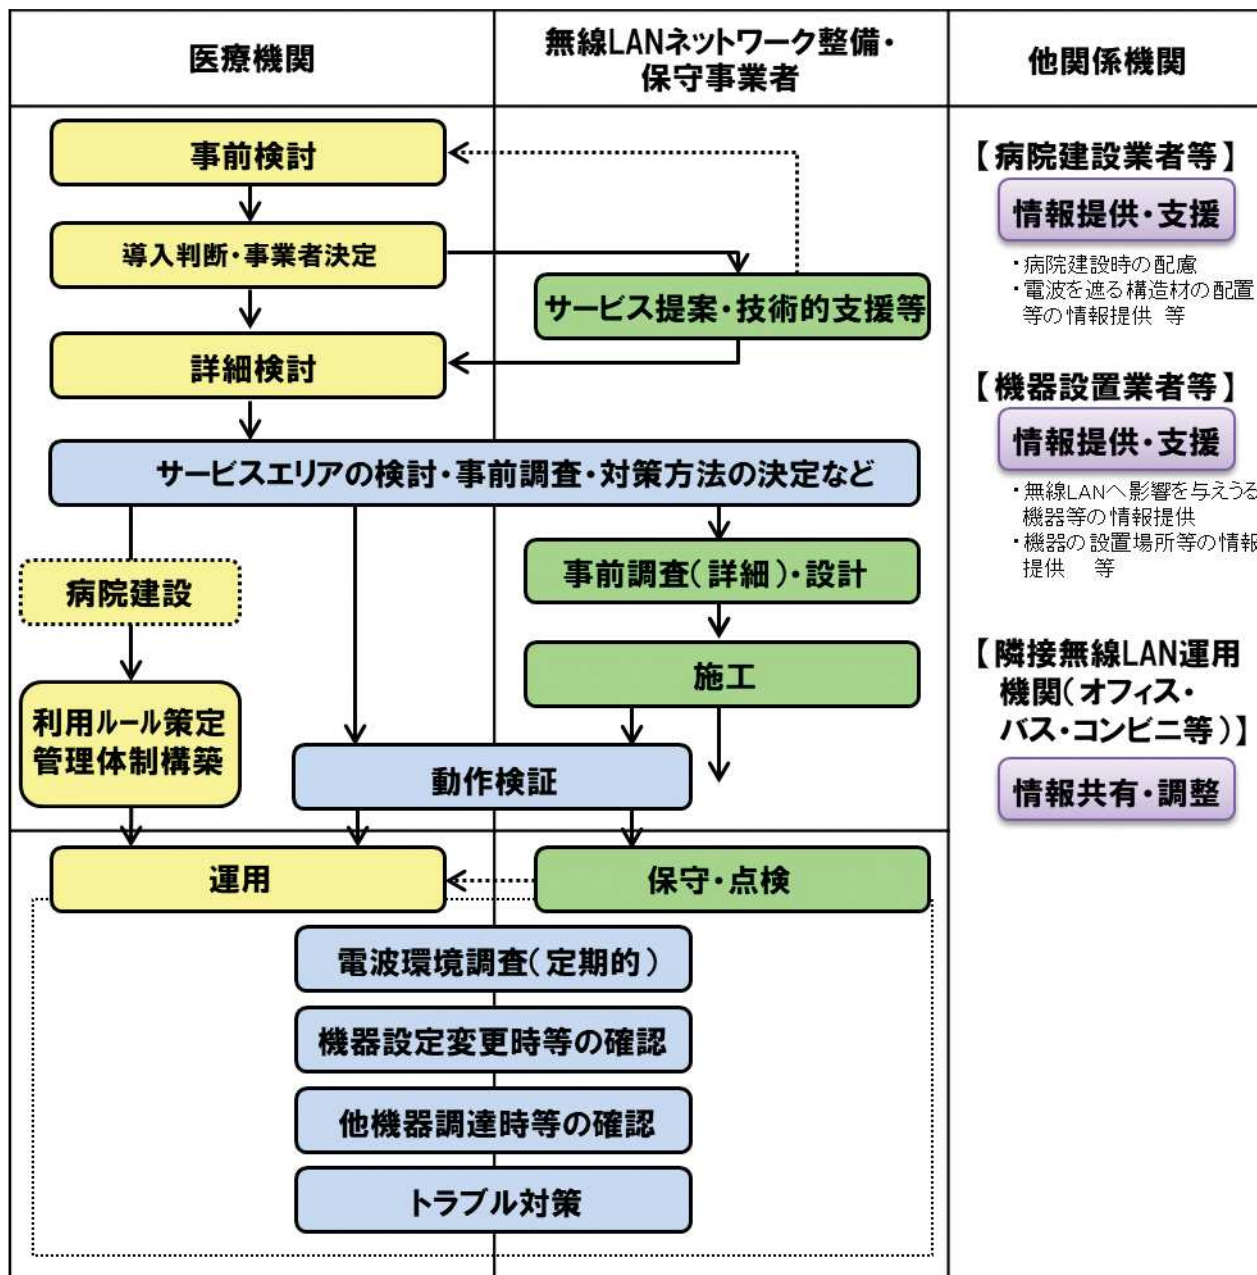 医療機関
無線LANネットワーク整備・
保守事業者
他関係機関
事前検討
導入判断・事業者決定
サービス提案・技術的支援等
詳細検討
サービスエリアの検討・事前調査・対策方法の決定など
病院建設
事前調査(詳細)・設計
施工
利用ルール策定
管理体制構築
動作検証
運用
保守・点検
電波環境調査(定期的)
機器設定変更時等の確認
他機器調達時等の確認
トラブル対策
【病院建設業者等】
情報提供・支援
・病院建設時の配慮
・電波を遮る構造材の配置
等の情報提供 等
【機器設置業者等】
情報提供・支援
・無線LANへ影響を与えうる
機器等の情報提供
・機器の設置場所等の情報
提供 等
【隣接無線LAN運用
機関(オフィス・
バス・コンビニ等)】
情報共有・調整